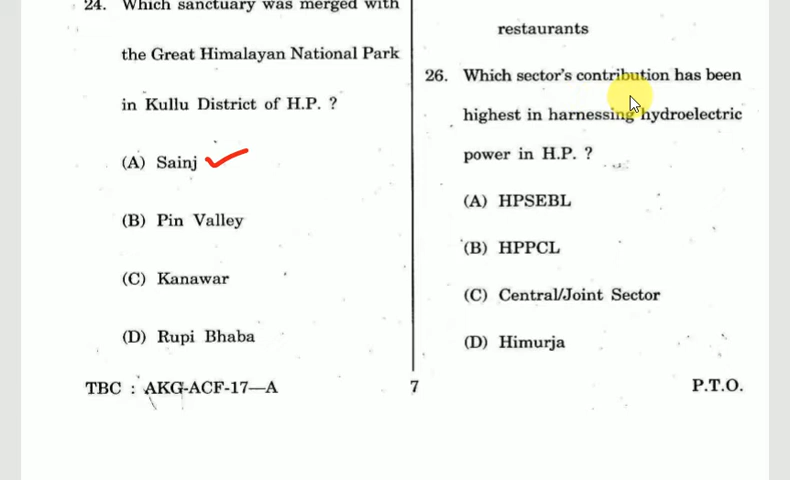 24. Which sanctuary was merged with
the Great Himalayan National Park
in Kullu District of H.P. ?
(A) Sainj
(B) Pin Valley
(C) Kanawar
(D) Rupi Bhaba
TBC : AKG-ACF-17—A
restaurants
26. Which sector's contribution has been
highest in harnessing hydroelectric
power in H.P. ?
(A) HPSEBL
(B) HPPCL
(C) Central/Joint Sector
(D) Himurja
7
P.T.O.